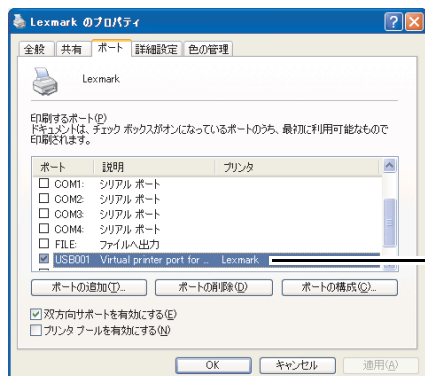 Lexmark のプロパティ
全般 共有 ポート 詳細設定 色の管理
Lexmark
印刷するポート(P)
ドキュメントは、チェック ボックスがオンになっているポートのうち、最初に利用可能なもので
印刷されます。
ポート 説明 プリンタ
COM1: シリアル ポート
COM2: シリアル ポート
COM3: シリアル ポート
COM4: シリアル ポート
FILE: ファイルへ出力
USB001 Virtual printer port for ... Lexmark
ポートの追加(T)... ポートの削除(D) ポートの構成(C)...
双方向サポートを有効にする(E)
プリンタ プールを有効にする(N)
OK キャンセル 適用(A)